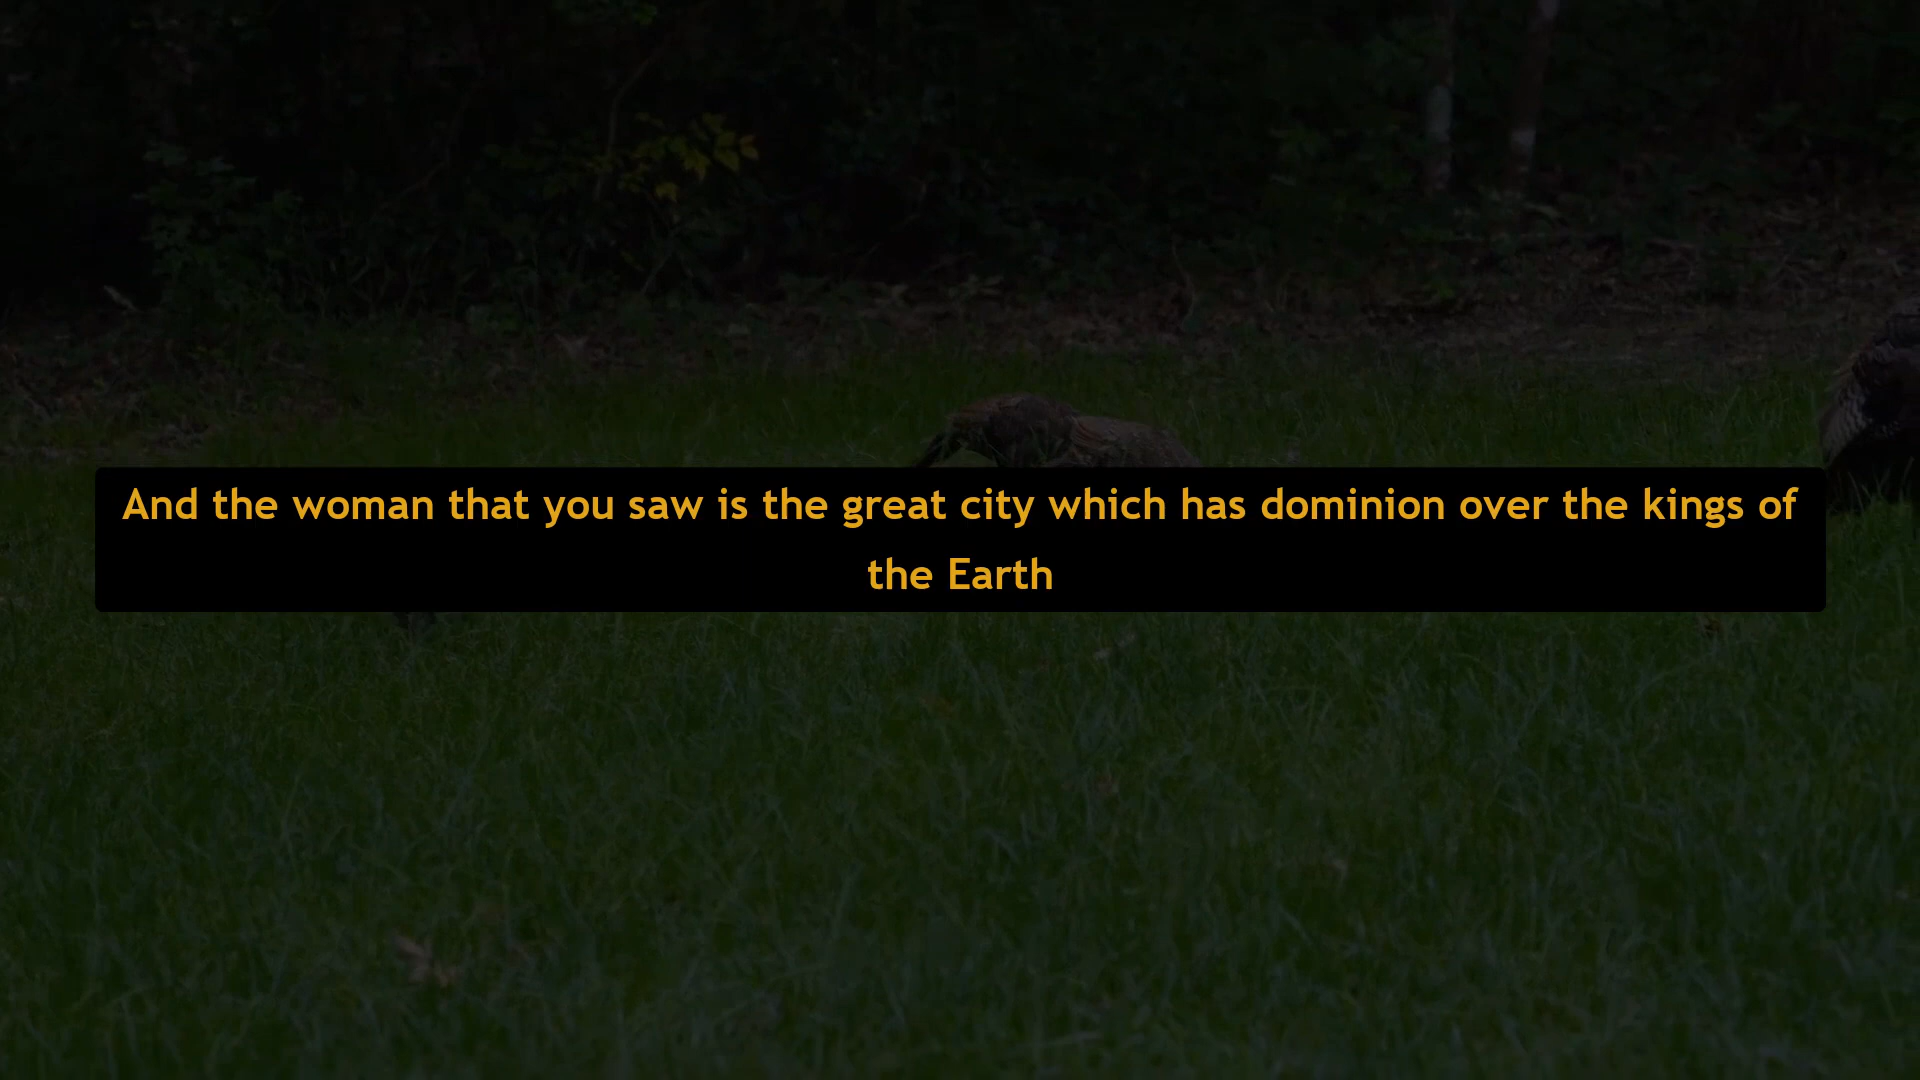 And the woman that you saw is the great city which has dominion over the kings of
the Earth